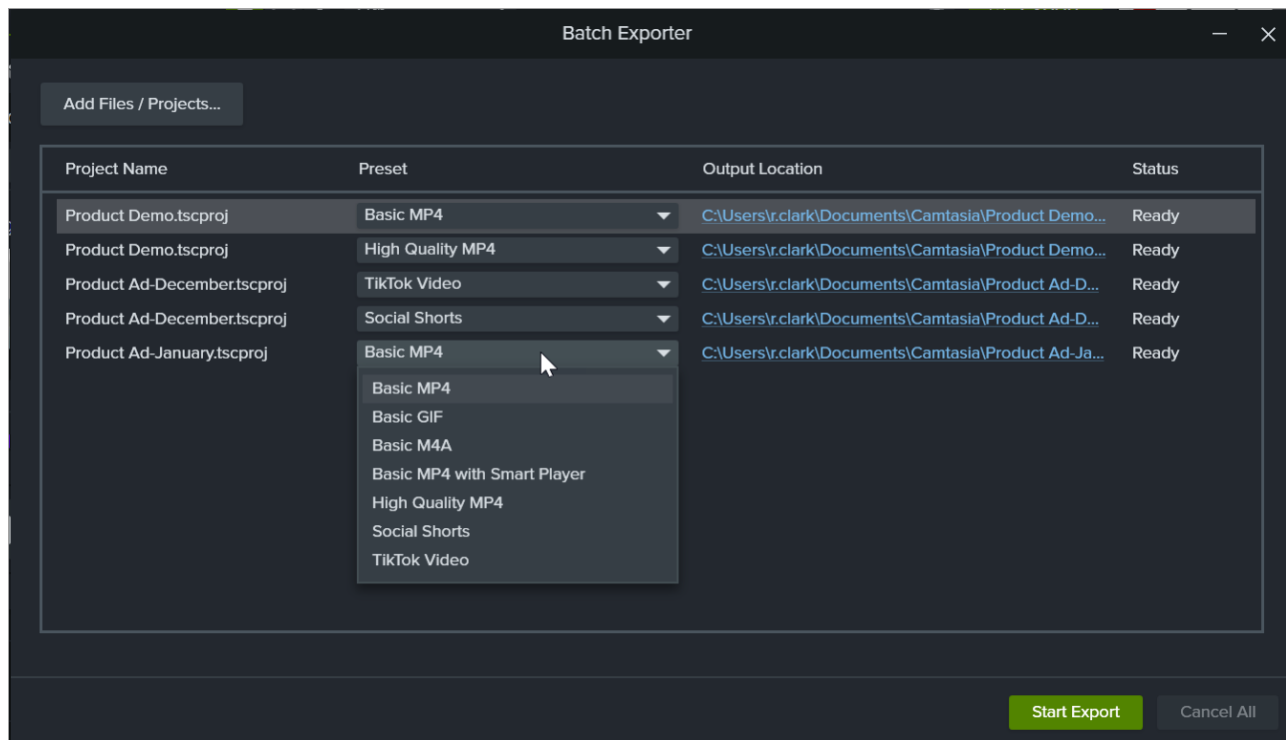 Batch Exporter
Add Files / Projects...
Project Name Preset Output Location Status
Product Demo.tscproj Basic MP4 C:\Users\r.clark\Documents\Camtasia\Product Demo... Ready
Product Demo.tscproj High Quality MP4 C:\Users\r.clark\Documents\Camtasia\Product Demo... Ready
Product Ad-December.tscproj TikTok Video C:\Users\r.clark\Documents\Camtasia\Product Ad-D... Ready
Product Ad-December.tscproj Social Shorts C:\Users\r.clark\Documents\Camtasia\Product Ad-D... Ready
Product Ad-January.tscproj Basic MP4 C:\Users\r.clark\Documents\Camtasia\Product Ad-Ja... Ready
Basic MP4
Basic GIF
Basic M4A
Basic MP4 with Smart Player
High Quality MP4
Social Shorts
TikTok Video
Start Export Cancel All